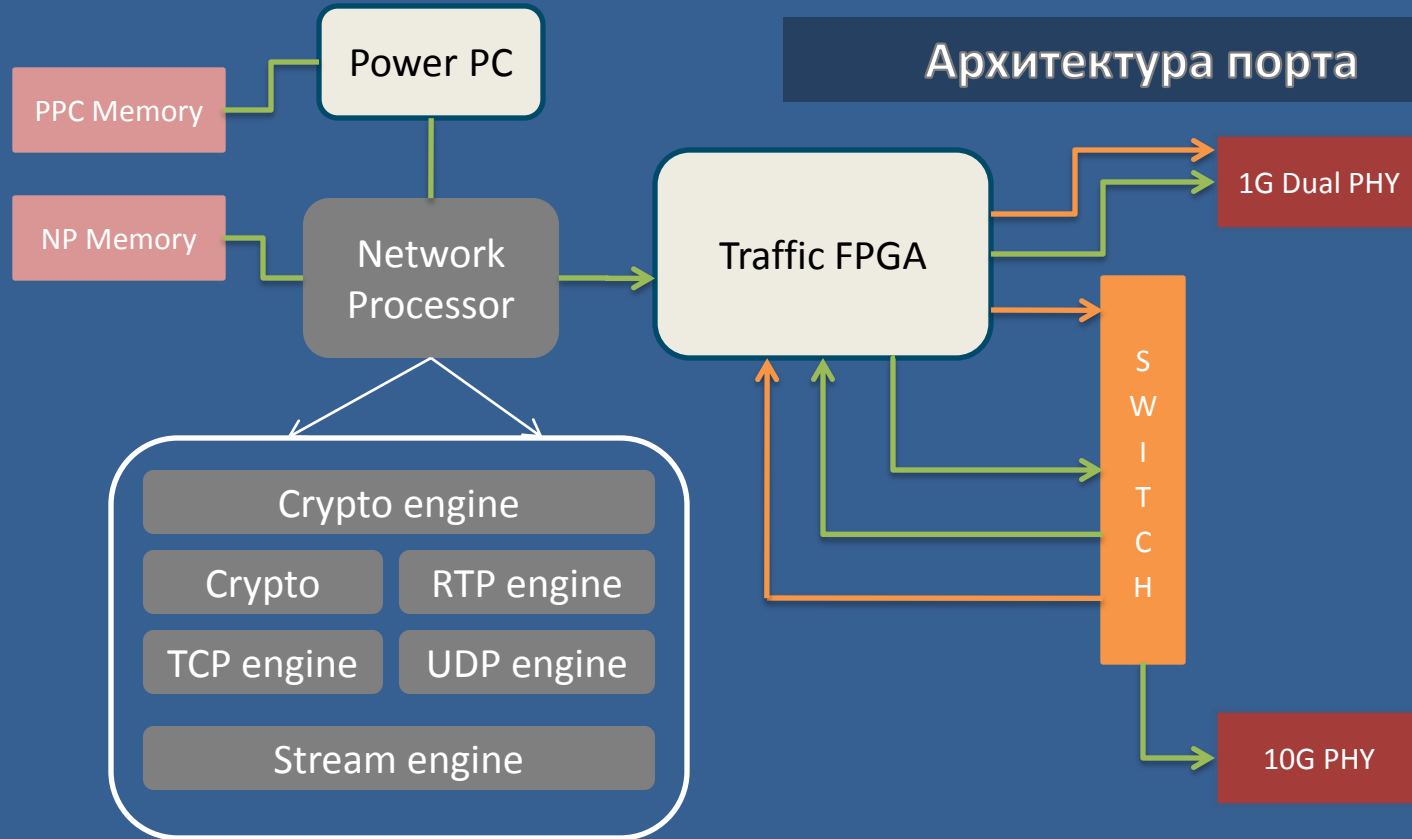 Архитектура порта
Power PC
PPC Memory
NP Memory
Network
Processor
Traffic FPGA
1G Dual PHY
S
W
I
T
C
H
Crypto engine
Crypto
RTP engine
TCP engine
UDP engine
Stream engine
10G PHY